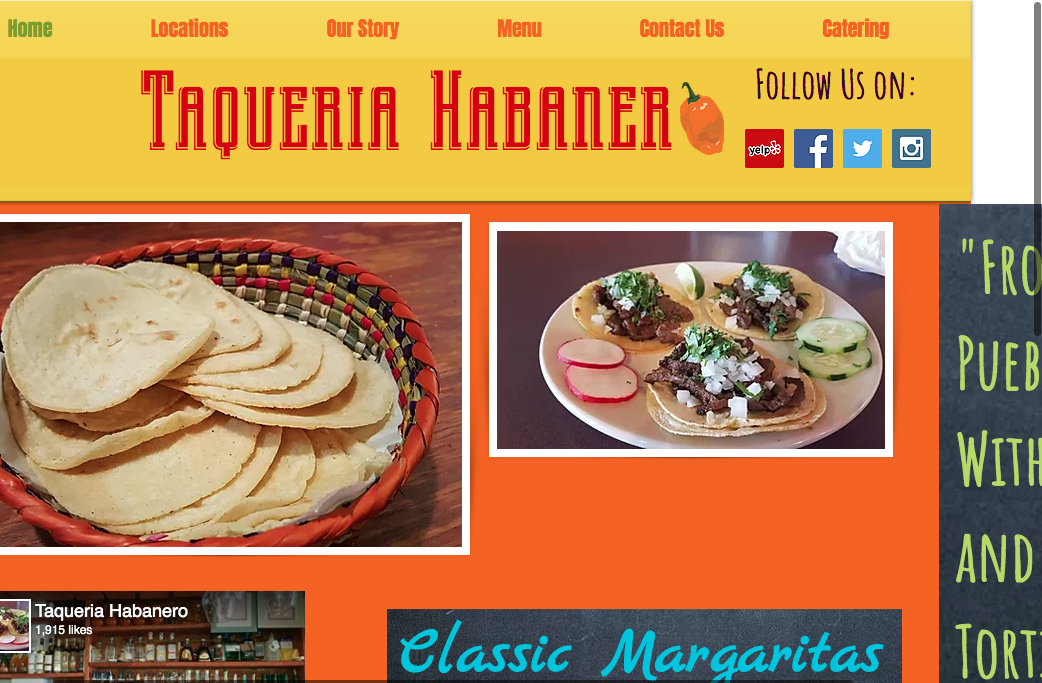 Home Locations Our Story Menu Contact Us Catering
Taqueria Habaner
Follow Us on:
yelp
"Fro
Pueb
With
and
Torti
Taqueria Habanero
1,915 likes
Classic Margaritas